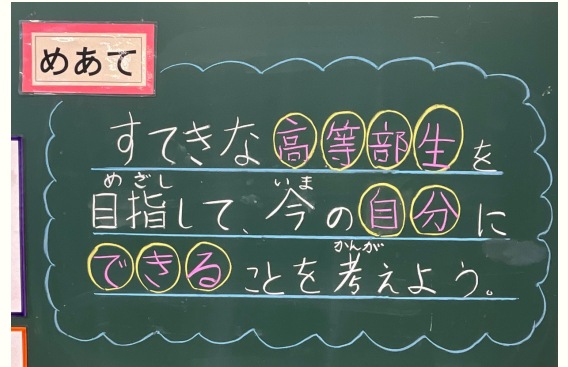 めあて
すてきな高等部生を
めざし いま
目指して、今の自分に
かんが
できることを考えよう。